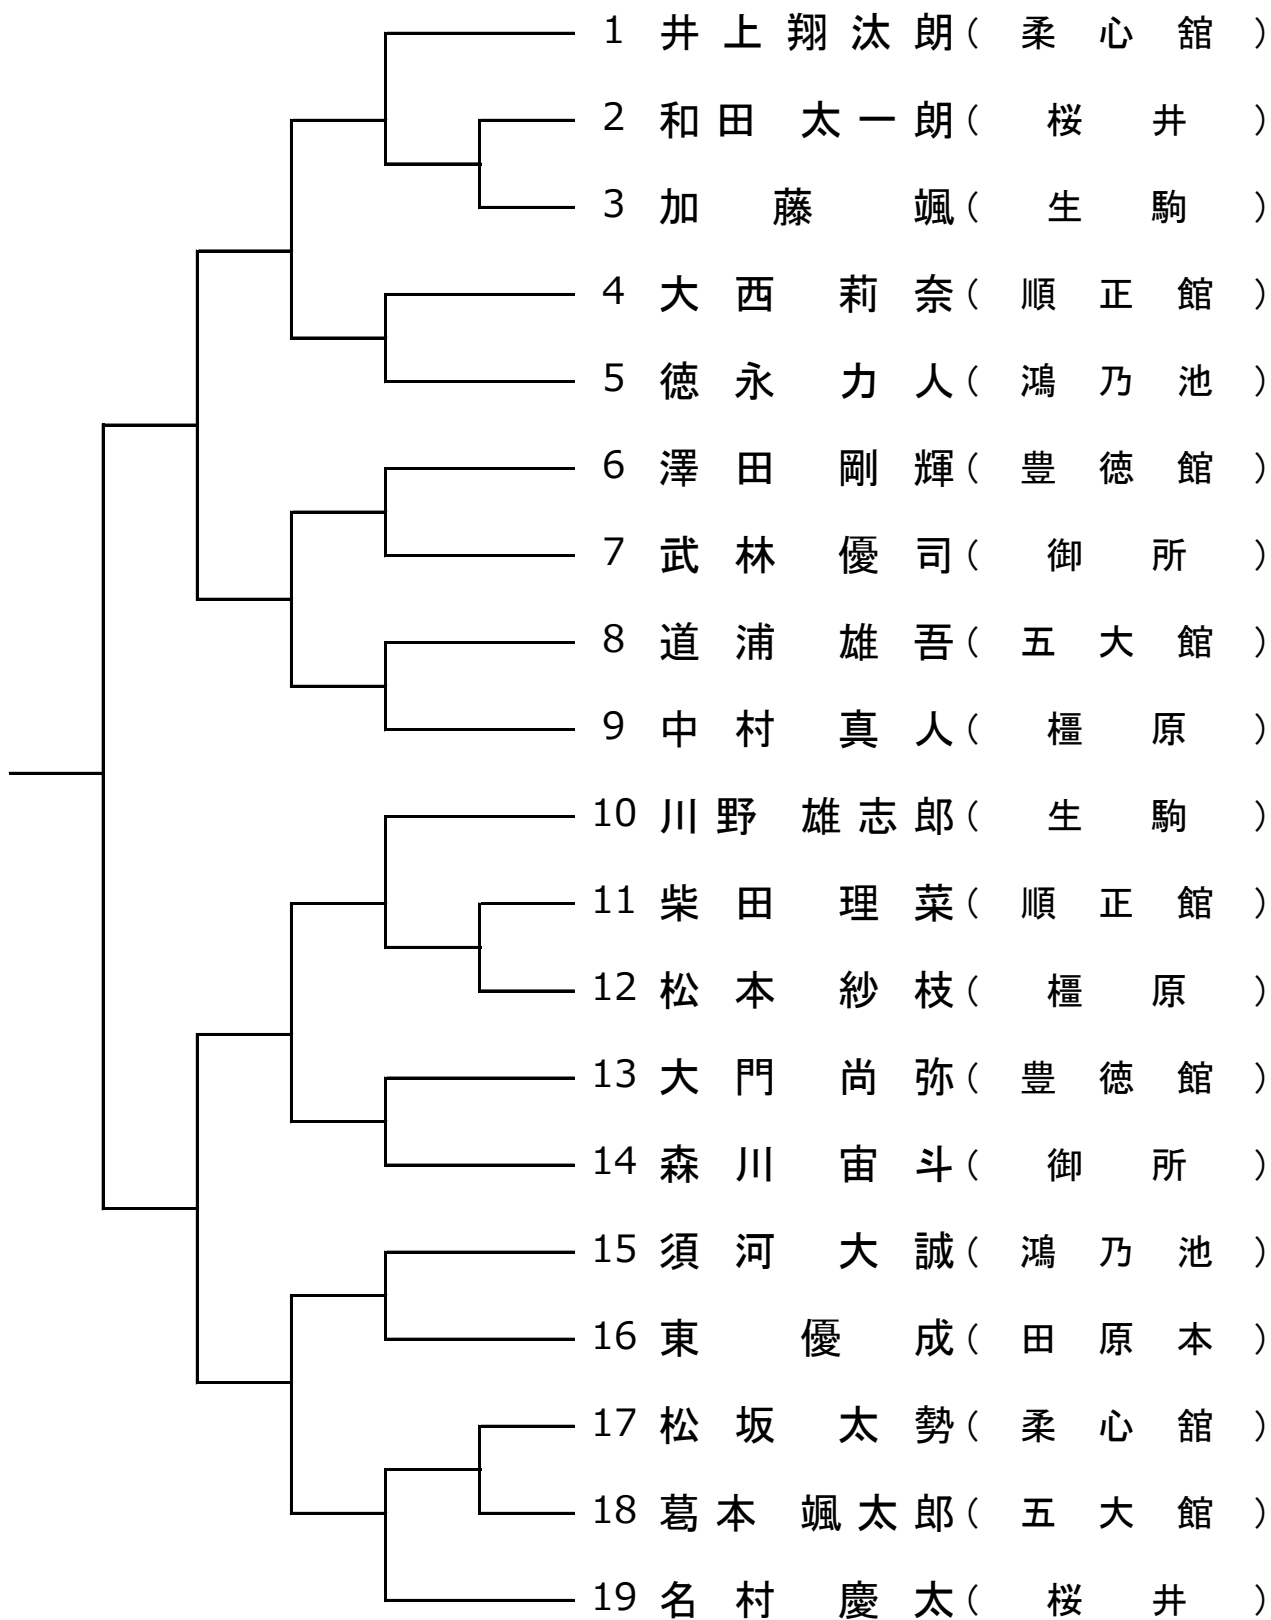 1 井上翔汰朗(柔心舘)
2 和田 太一朗(桜井)
3 加藤 颯(生駒)
4 大西 莉奈(順正館)
5 徳永 力人(鴻乃池)
6 澤田 剛輝(豊徳館)
7 武林 優司(御所)
8 道浦 雄吾(五大館)
9 中村 真人(橿原)
10 川野 雄志郎(生駒)
11 柴田 理菜(順正館)
12 松本 紗枝(橿原)
13 大門 尚弥(豊徳館)
14 森川 宙斗(御所)
15 須河 大誠(鴻乃池)
16 東 優成(田原本)
17 松坂 太勢(柔心舘)
18 葛本 颯太郎(五大館)
19 名村 慶太(桜井)